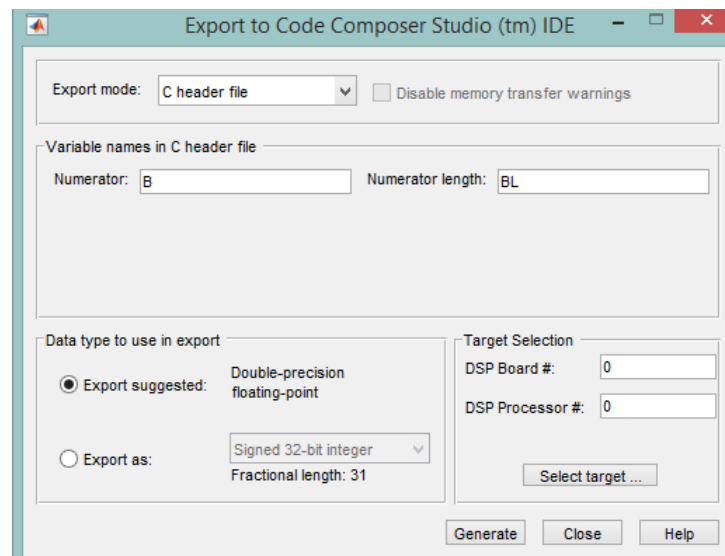 Export to Code Composer Studio (tm) IDE
Export mode: C header file Disable memory transfer warnings
Variable names in C header file
Numerator: B Numerator length: BL
Data type to use in export
Export suggested: Double-precision
floating-point
Export as: Signed 32-bit integer
Fractional length: 31
Target Selection
DSP Board #: 0
DSP Processor #: 0
Select target ...
Generate Close Help